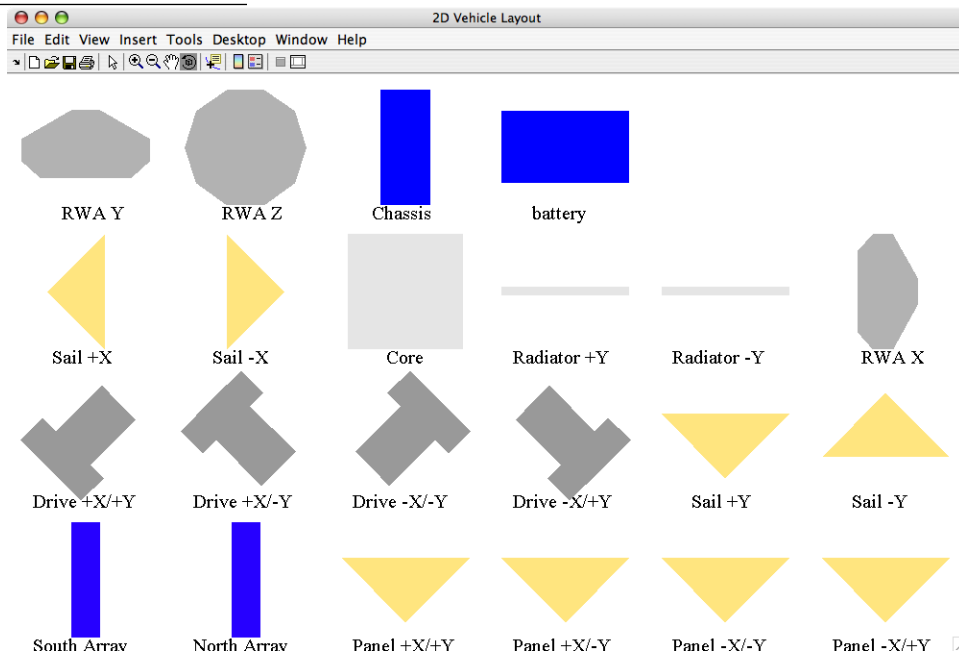 2D Vehicle Layout
File Edit View Insert Tools Desktop Window Help
RWA Y RWA Z Chassis battery
Sail +X Sail -X Core Radiator +Y Radiator -Y RWA X
Drive +X/+Y Drive +X/-Y Drive -X/-Y Drive -X/+Y Sail +Y Sail -Y
South Array North Array Panel +X/+Y Panel +X/-Y Panel -X/-Y Panel -X/+Y